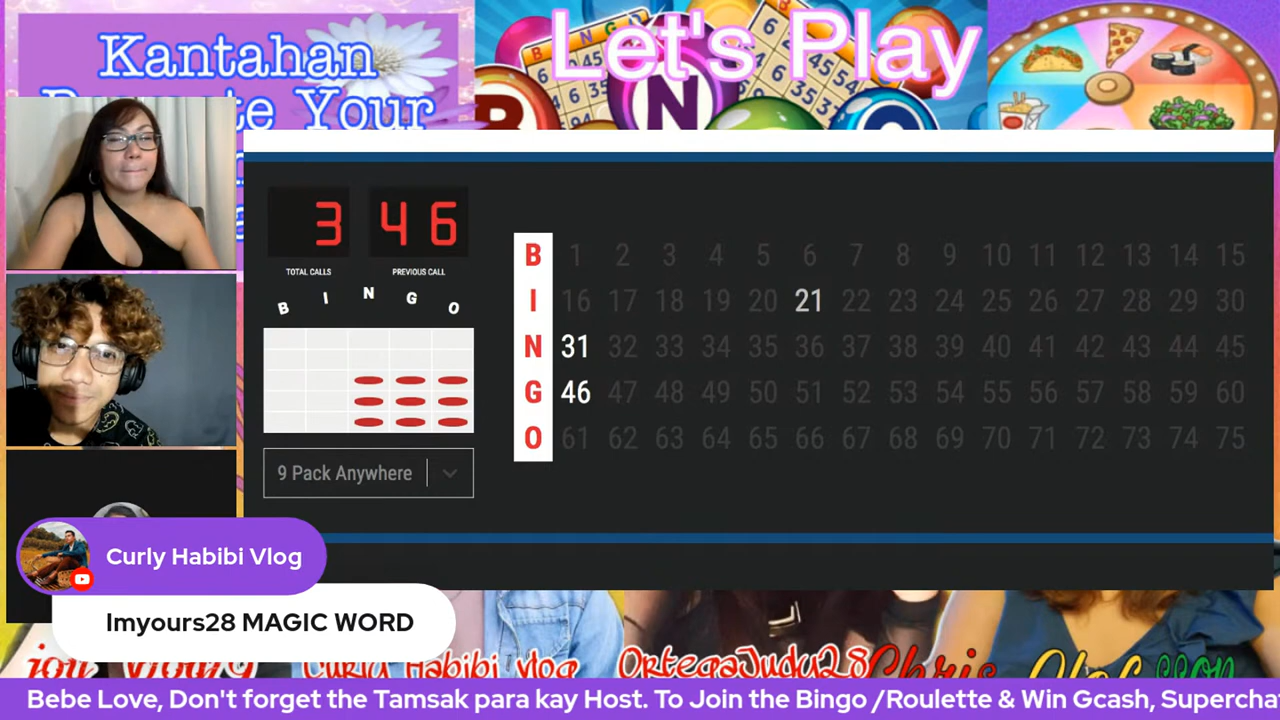 Kantahan
Let's Play
N
3 46
TOTAL CALLS PREVIOUS CALL
B I N G O
9 Pack Anywhere
B 1 2 3 4 5 6 7 8 9 10 11 12 13 14 15
I 16 17 18 19 20 21 22 23 24 25 26 27 28 29 30
N 31 32 33 34 35 36 37 38 39 40 41 42 43 44 45
G 46 47 48 49 50 51 52 53 54 55 56 57 58 59 60
O 61 62 63 64 65 66 67 68 69 70 71 72 73 74 75
Curly Habibi Vlog
Imyours28 MAGIC WORD
Curly Habibi Vlog OrtegaJudy28 Chris
Bebe Love, Don't forget the Tamsak para kay Host. To Join the Bingo /Roulette & Win Gcash, Supercha